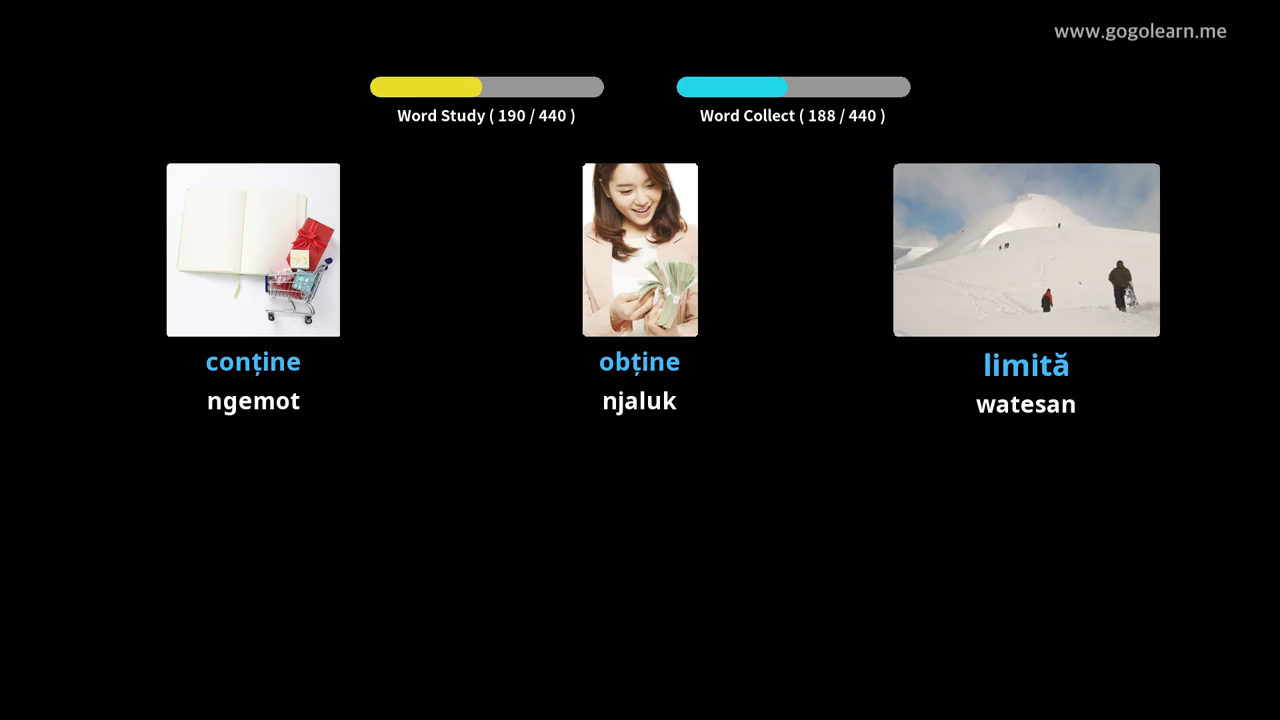 www.gogolearn.me
Word Study ( 190 / 440 )
Word Collect ( 188 / 440 )
conține
ngemot
obține
njaluk
limită
watesan